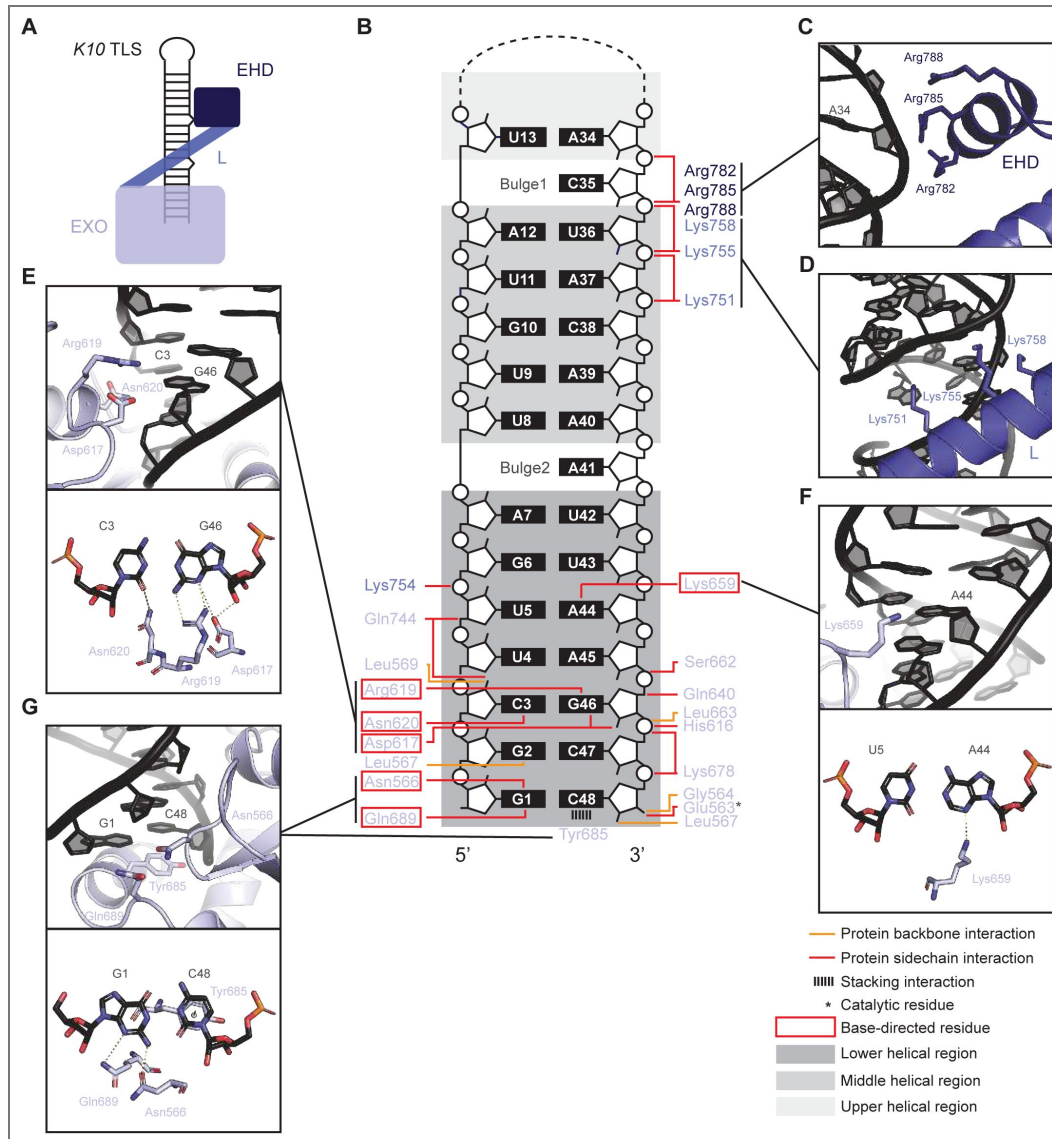 A
K10 TLS
EHD
L
EXO
B
U13 A34
Bulge1 C35
A12 U36
U11 A37
G10 C38
U9 A39
U8 A40
Bulge2 A41
A7 U42
G6 U43
U5 A44
U4 A45
C3 G46
G2 C47
G1 C48
5’ 3’
Arg782
Arg785
Arg788
Lys758
Lys755
Lys751
Lys659
Ser662
Gln640
Leu663
His616
Lys678
Gly564
Glu563*
Leu567
Tyr685
Lys754
Gln744
Leu569
Arg619
Asn620
Asp617
Leu567
Asn566
Gln689
C
Arg788
Arg785
A34
Arg782
EHD
D
Lys758
Lys755
Lys751
L
E
Arg619
C3
G46
Asn620
Asp617
C3 G46
Asn620
Arg619
Asp617
F
A44
Lys659
U5 A44
Lys659
G
Asn566
G1
C48
Tyr685
Gln689
G1 C48
Tyr685
Gln689
Asn566
Protein backbone interaction
Protein sidechain interaction
Stacking interaction
* Catalytic residue
Base-directed residue
Lower helical region
Middle helical region
Upper helical region